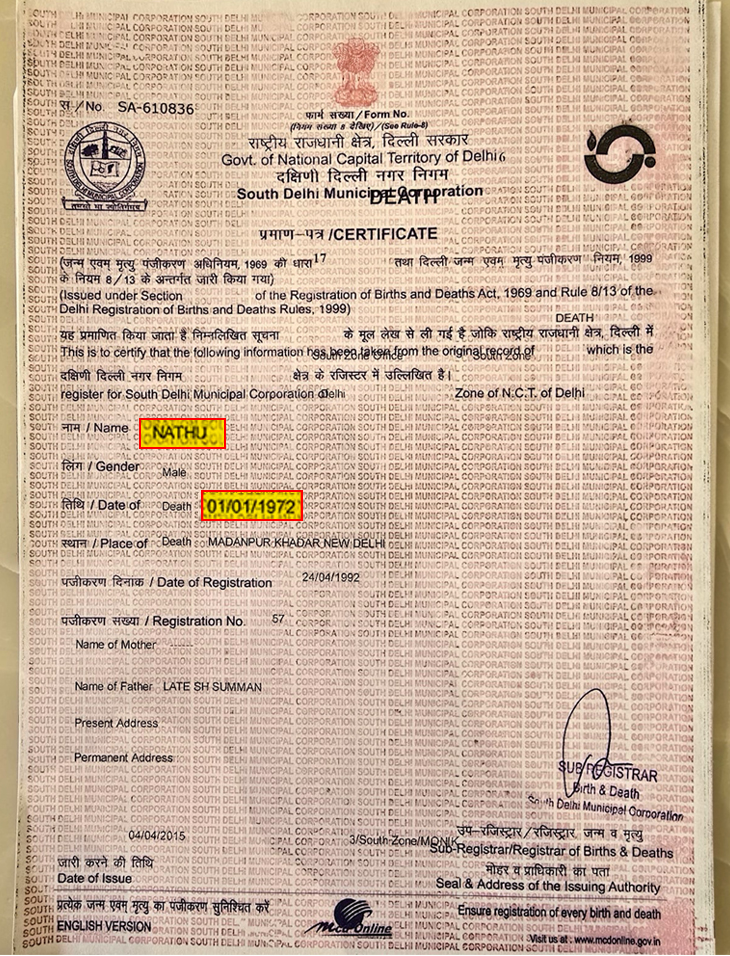 स./No. SA-610836
फार्म संख्या/Form No.
(नियम संख्या 8 देखिए)/(See Rule-8)
राष्ट्रीय राजधानी क्षेत्र, दिल्ली सरकार
Govt. of National Capital Territory of Delhi 6
दक्षिणी दिल्ली नगर निगम
South Delhi Municipal Corporation
DEATH
प्रमाण-पत्र /CERTIFICATE
(जन्म एवम मृत्यु पंजीकरण अधिनियम, 1969 की धारा 17 तथा दिल्ली जन्म एवम् मृत्यु पंजीकरण नियम, 1999
के नियम 8/13 के अन्तर्गत जारी किया गया)
(Issued under Section of the Registration of Births and Deaths Act, 1969 and Rule 8/13 of the
Delhi Registration of Births and Deaths Rules, 1999)
DEATH
यह प्रमाणित किया जाता है निम्नलिखित सूचना के मूल लेख से ली गई है जोकि राष्ट्रीय राजधानी क्षेत्र, दिल्ली में
This is to certify that the following information has been taken from the original record of which is the
दक्षिणी दिल्ली नगर निगम क्षेत्र के रजिस्टर में उल्लिखित है।
register for South Delhi Municipal Corporation Delhi Zone of N.C.T. of Delhi
नाम / Name NATHU
लिंग / Gender Male
तिथि / Date of Death 01/01/1972
स्थान / Place of Death MADANPUR KHADAR NEW DELHI
पजीकरण दिनाक / Date of Registration 24/04/1992
पजीकरण संख्या / Registration No. 57
Name of Mother ------
Name of Father LATE SH SUMMAN
Present Address
Permanent Address
SUB REGISTRAR
Birth & Death
South Delhi Municipal Corporation
04/04/2015
3/South Zone/
उप-रजिस्ट्रार/रजिस्ट्रार, जन्म व मृत्यु
Sub-Registrar/Registrar of Births & Deaths
जारी करने की तिथि
Date of Issue
मोहर व प्राधिकारी का पता
Seal & Address of the Issuing Authority
प्रत्येक जन्म एवम् मृत्यु का पजीकरण सुनिश्चित करें
ENGLISH VERSION
mcd Online
Ensure registration of every birth and death
Visit us at : www.mcdonline.gov.in